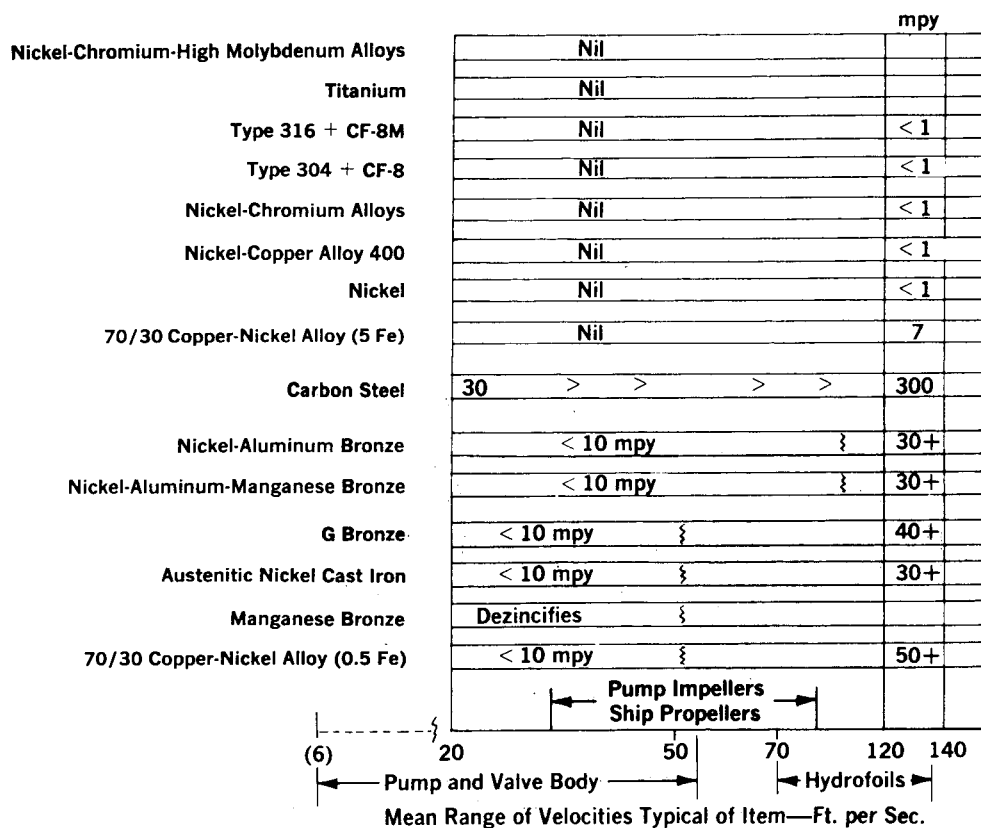 mpy
Nickel-Chromium-High Molybdenum Alloys Nil
Titanium Nil
Type 316 + CF-8M Nil < 1
Type 304 + CF-8 Nil < 1
Nickel-Chromium Alloys Nil < 1
Nickel-Copper Alloy 400 Nil < 1
Nickel Nil < 1
70/30 Copper-Nickel Alloy (5 Fe) Nil 7
Carbon Steel 30 > > > > 300
Nickel-Aluminum Bronze < 10 mpy 30+
Nickel-Aluminum-Manganese Bronze < 10 mpy 30+
G Bronze < 10 mpy 40+
Austenitic Nickel Cast Iron < 10 mpy 30+
Manganese Bronze Dezincifies
70/30 Copper-Nickel Alloy (0.5 Fe) < 10 mpy 50+
Pump Impellers
Ship Propellers
(6) 20 50 70 120 140
Pump and Valve Body Hydrofoils
Mean Range of Velocities Typical of Item—Ft. per Sec.